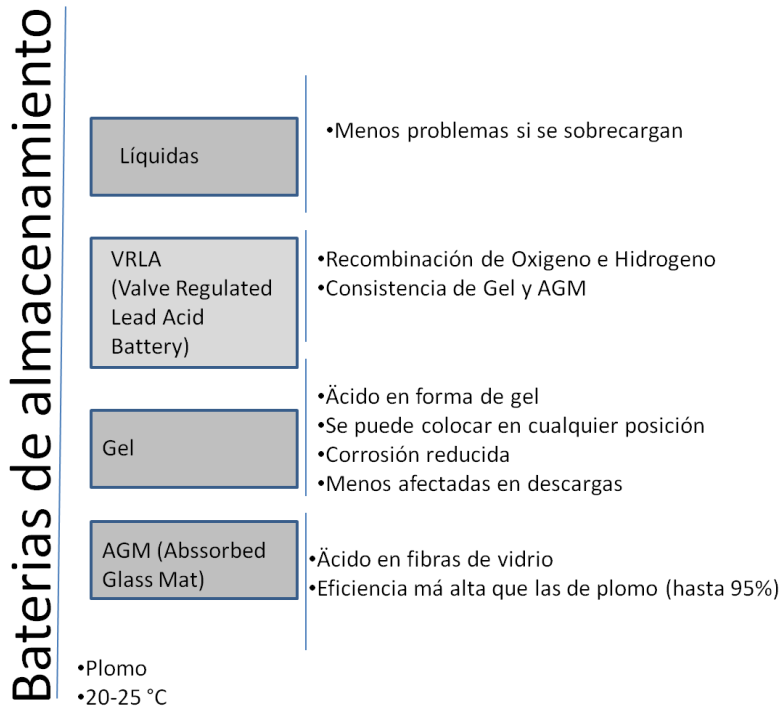 Baterias de almacenamiento
Líquidas
•Menos problemas si se sobrecargan
VRLA
(Valve Regulated
Lead Acid
Battery)
•Recombinación de Oxigeno e Hidrogeno
•Consistencia de Gel y AGM
Gel
•Äcido en forma de gel
•Se puede colocar en cualquier posición
•Corrosión reducida
•Menos afectadas en descargas
AGM (Abssorbed
Glass Mat)
•Äcido en fibras de vidrio
•Eficiencia má alta que las de plomo (hasta 95%)
•Plomo
•20-25 °C